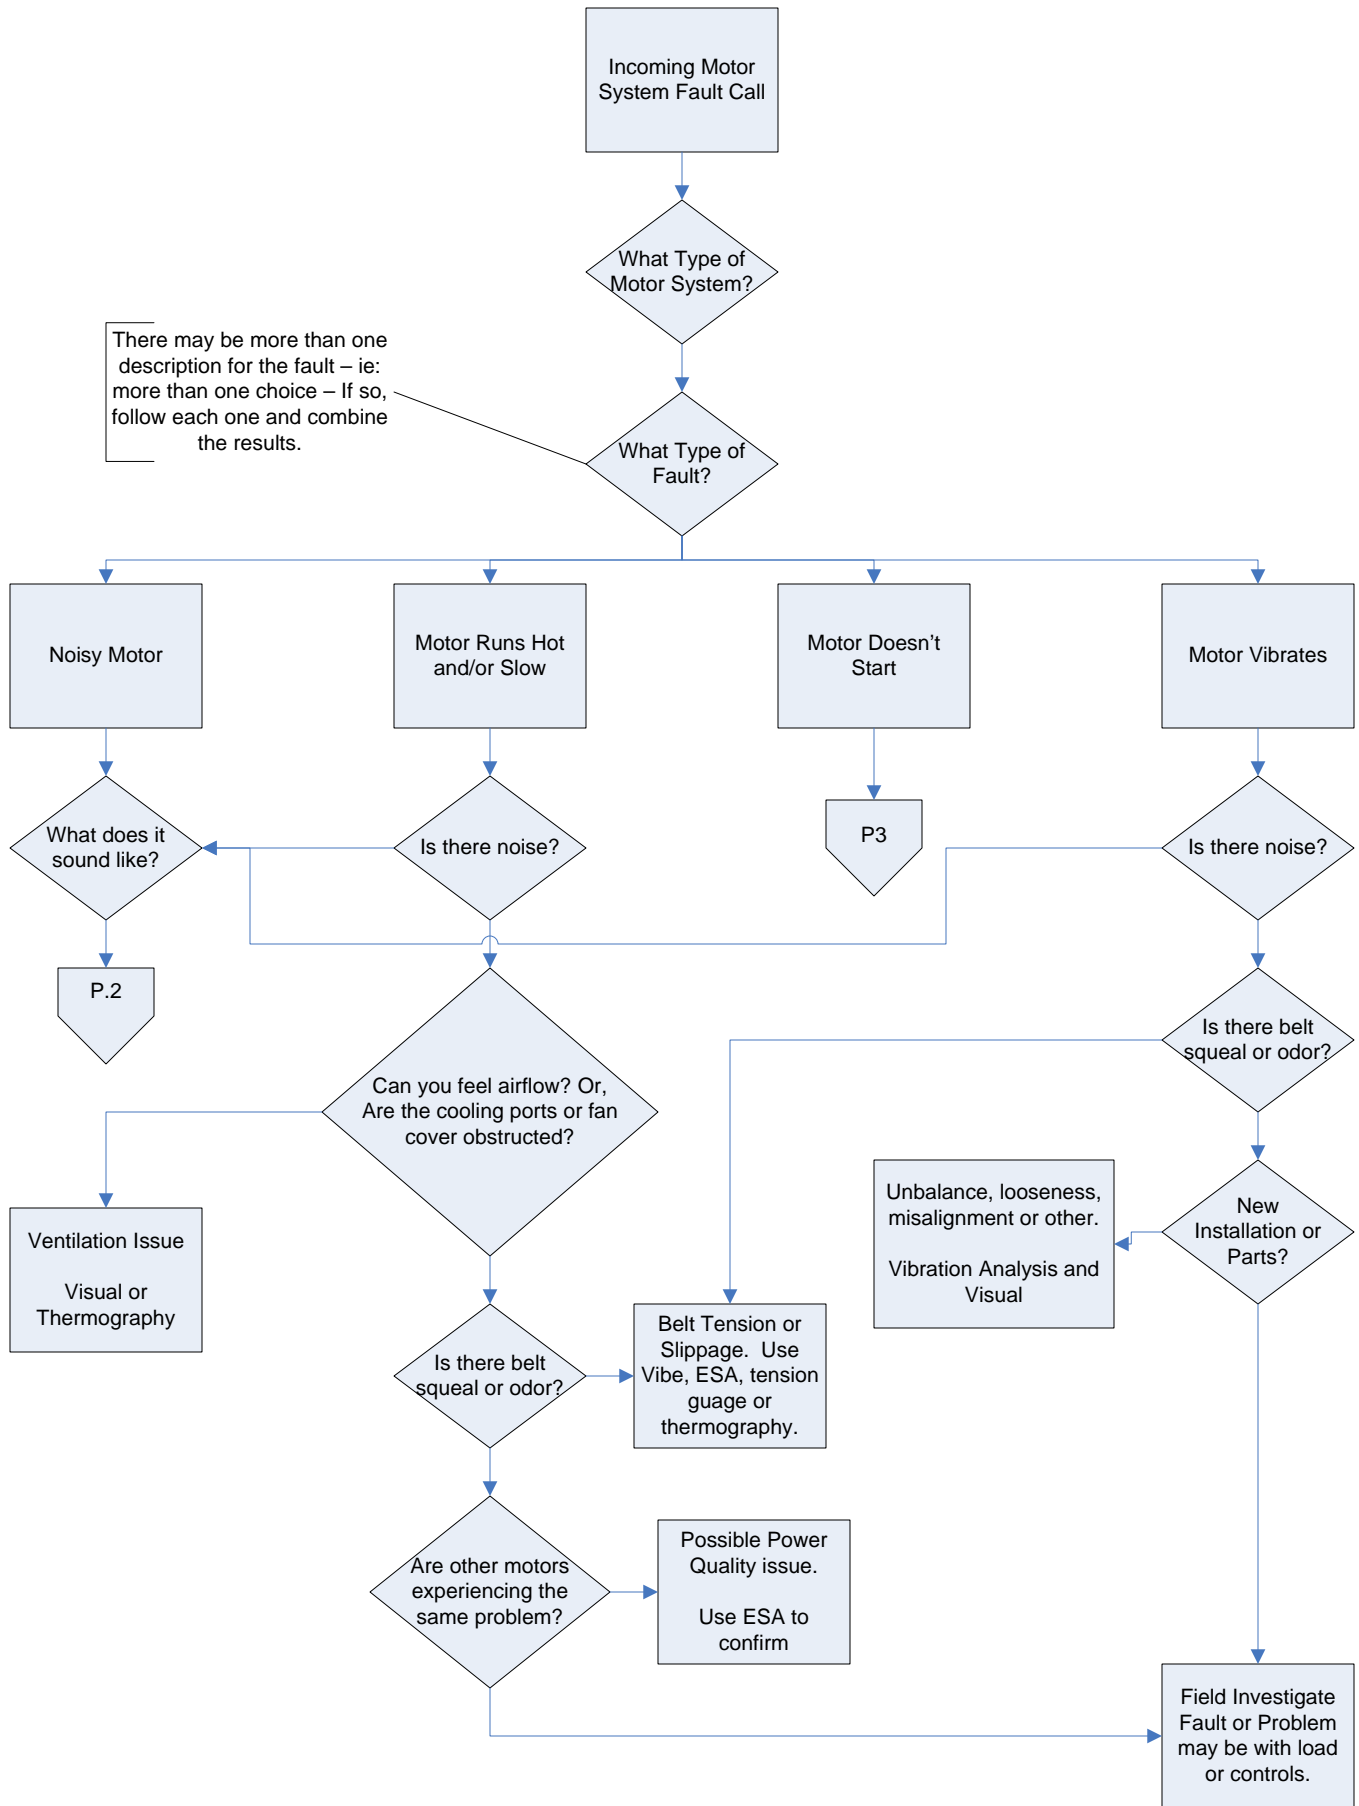 Incoming Motor
System Fault Call
What Type of
Motor System?
There may be more than one
description for the fault – ie:
more than one choice – If so,
follow each one and combine
the results.
What Type of
Fault?
Noisy Motor
Motor Runs Hot
and/or Slow
Motor Doesn’t
Start
Motor Vibrates
What does it
sound like?
Is there noise?
P3
Is there noise?
P.2
Is there belt
squeal or odor?
Can you feel airflow? Or,
Are the cooling ports or fan
cover obstructed?
Unbalance, looseness,
misalignment or other.
Vibration Analysis and
Visual
New
Installation or
Parts?
Ventilation Issue
Visual or
Thermography
Is there belt
squeal or odor?
Belt Tension or
Slippage.  Use
Vibe, ESA, tension
guage or
thermography.
Are other motors
experiencing the
same problem?
Possible Power
Quality issue.
Use ESA to
confirm
Field Investigate
Fault or Problem
may be with load
or controls.